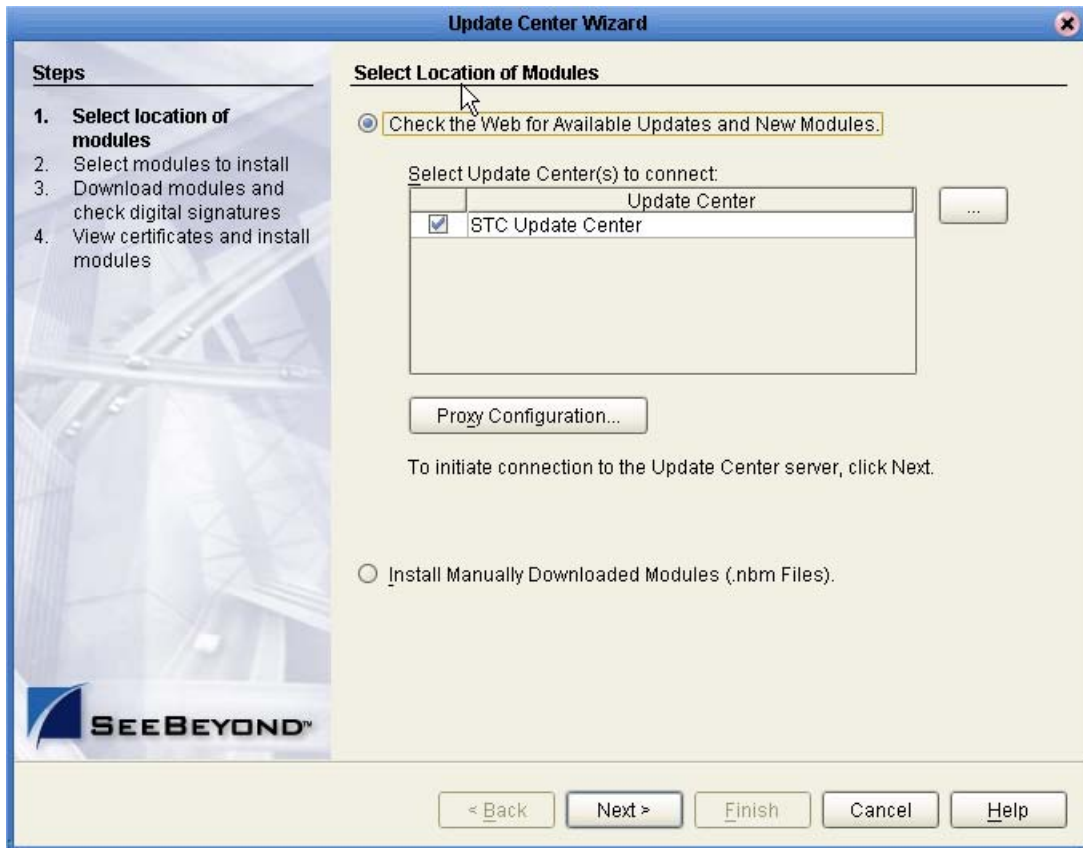 Update Center Wizard
Steps
1. Select location of
modules
2. Select modules to install
3. Download modules and
check digital signatures
4. View certificates and install
modules
SEEBEYOND™
Select Location of Modules
Check the Web for Available Updates and New Modules.
Select Update Center(s) to connect:
Update Center
STC Update Center
...
Proxy Configuration...
To initiate connection to the Update Center server, click Next.
Install Manually Downloaded Modules (.nbm Files).
< Back
Next >
Finish
Cancel
Help